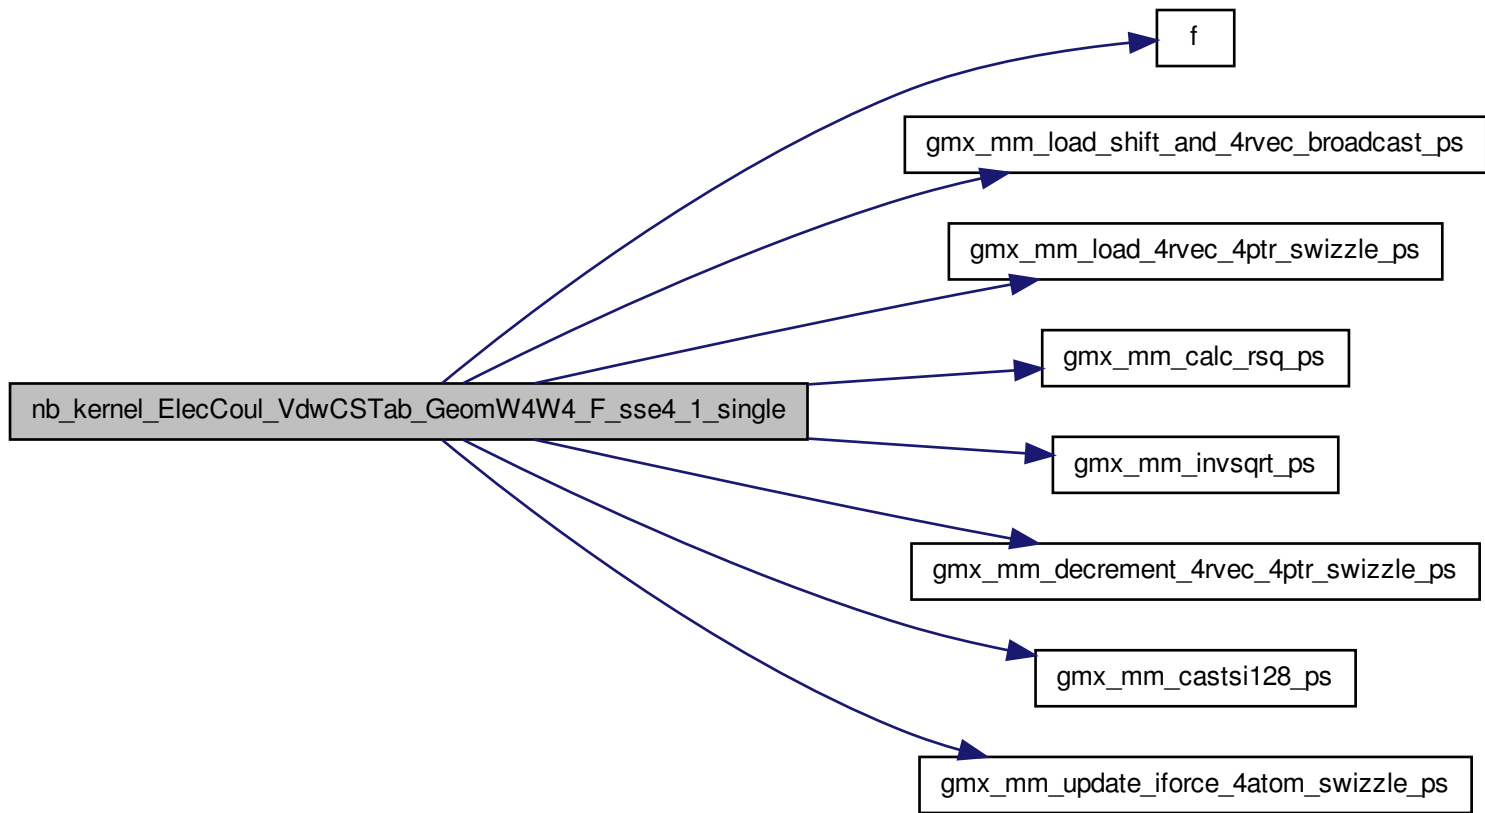 f
gmx_mm_load_shift_and_4rvec_broadcast_ps
gmx_mm_load_4rvec_4ptr_swizzle_ps
gmx_mm_calc_rsq_ps
nb_kernel_ElecCoul_VdwCSTab_GeomW4W4_F_sse4_1_single
gmx_mm_invsqrt_ps
gmx_mm_decrement_4rvec_4ptr_swizzle_ps
gmx_mm_castsi128_ps
gmx_mm_update_iforce_4atom_swizzle_ps